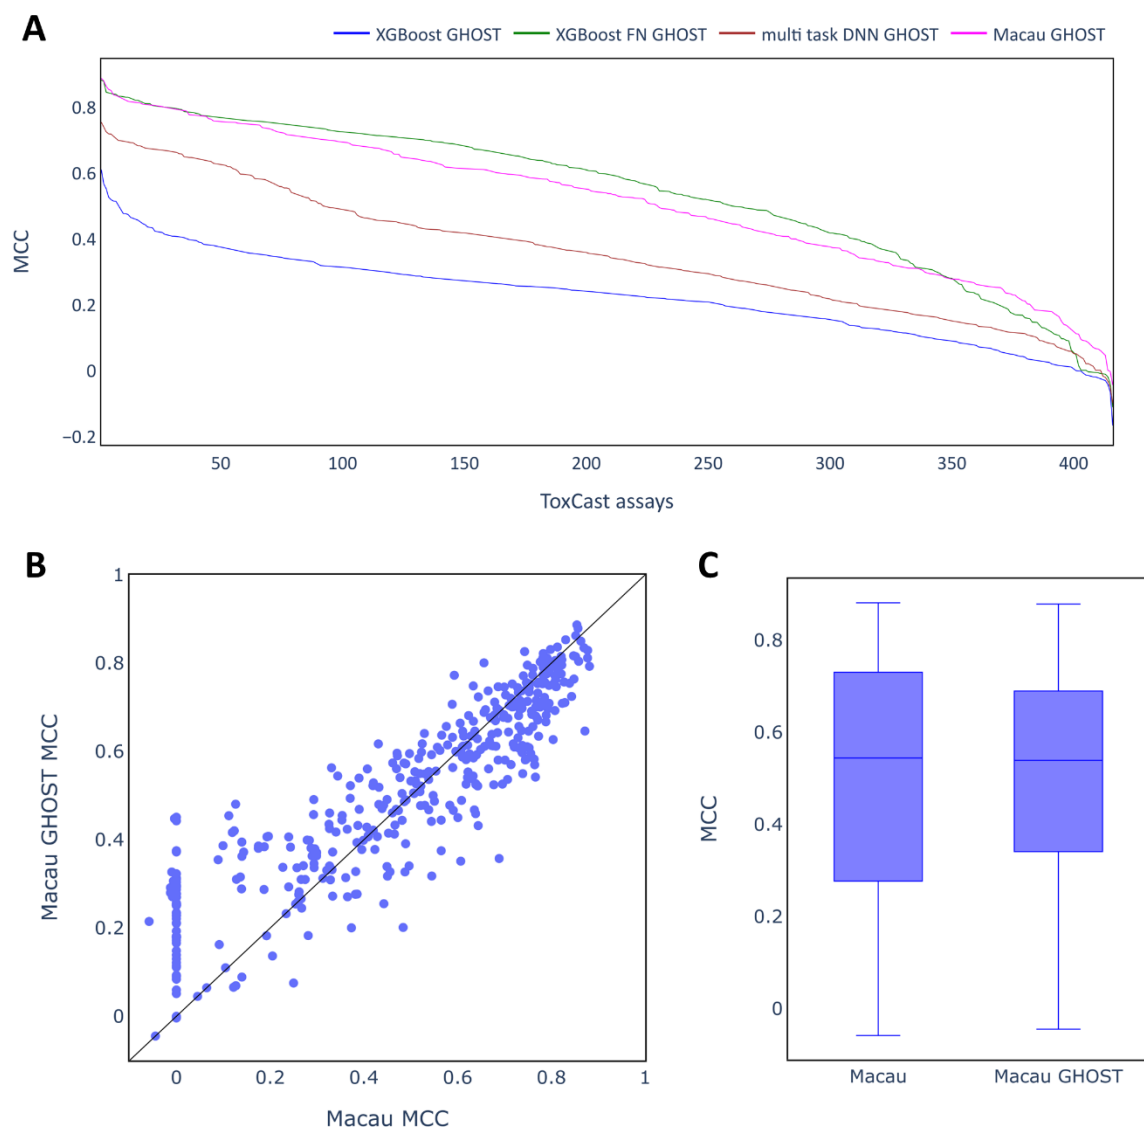 A
XGBoost GHOST XGBoost FN GHOST multi task DNN GHOST Macau GHOST
0.8
0.6
0.4
0.2
0
−0.2
MCC
50 100 150 200 250 300 350 400
ToxCast assays
B
1
0.8
0.6
0.4
0.2
0
Macau GHOST MCC
0 0.2 0.4 0.6 0.8 1
Macau MCC
C
0.8
0.6
0.4
0.2
0
MCC
Macau Macau GHOST